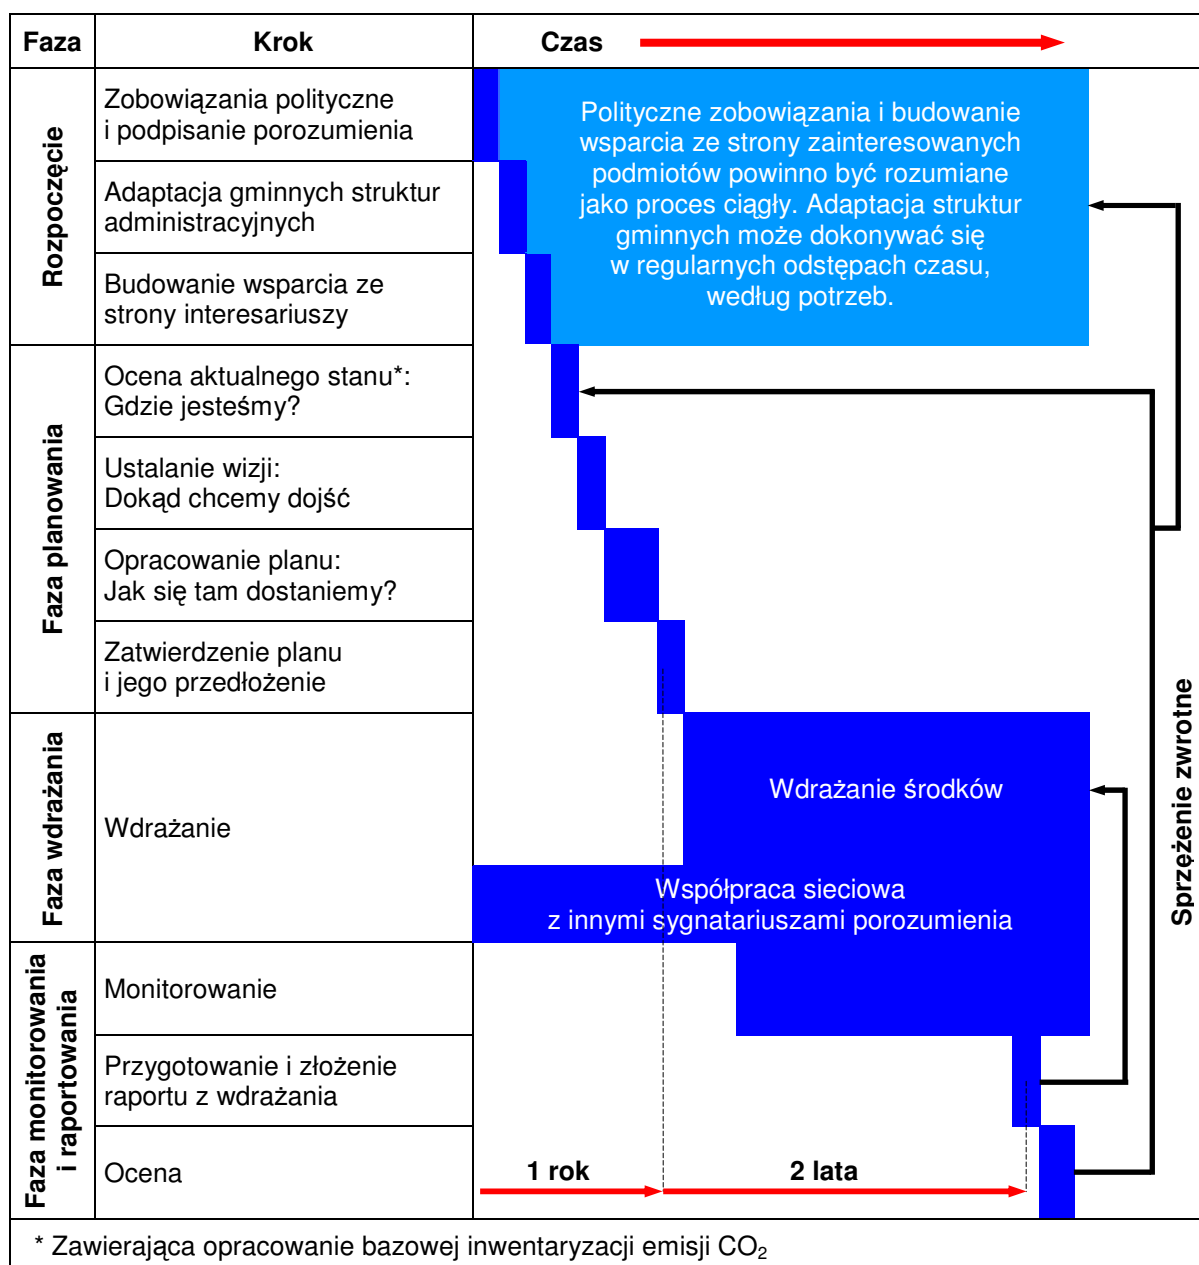 Faza
Krok
Czas
Rozpoczęcie
Zobowiązania polityczne
i podpisanie porozumienia
Adaptacja gminnych struktur
administracyjnych
Budowanie wsparcia ze
strony interesariuszy
Polityczne zobowiązania i budowanie
wsparcia ze strony zainteresowanych
podmiotów powinno być rozumiane
jako proces ciągły. Adaptacja struktur
gminnych może dokonywać się
w regularnych odstępach czasu,
według potrzeb.
Faza planowania
Ocena aktualnego stanu*:
Gdzie jesteśmy?
Ustalanie wizji:
Dokąd chcemy dojść
Opracowanie planu:
Jak się tam dostaniemy?
Zatwierdzenie planu
i jego przedłożenie
Faza wdrażania
Wdrażanie
Wdrażanie środków
Współpraca sieciowa
z innymi sygnatariuszami porozumienia
Faza monitorowania
i raportowania
Monitorowanie
Przygotowanie i złożenie
raportu z wdrażania
Ocena
1 rok
2 lata
Sprzężenie zwrotne
* Zawierająca opracowanie bazowej inwentaryzacji emisji CO₂